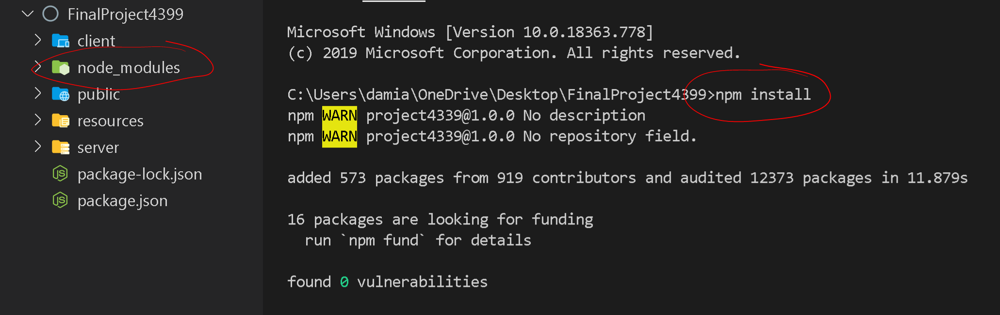 FinalProject4399
client
node_modules
public
resources
server
package-lock.json
package.json
Microsoft Windows [Version 10.0.18363.778]
(c) 2019 Microsoft Corporation. All rights reserved.
C:\Users\damia\OneDrive\Desktop\FinalProject4399>npm install
npm WARN project4339@1.0.0 No description
npm WARN project4339@1.0.0 No repository field.
added 573 packages from 919 contributors and audited 12373 packages in 11.879s
16 packages are looking for funding
run `npm fund` for details
found 0 vulnerabilities